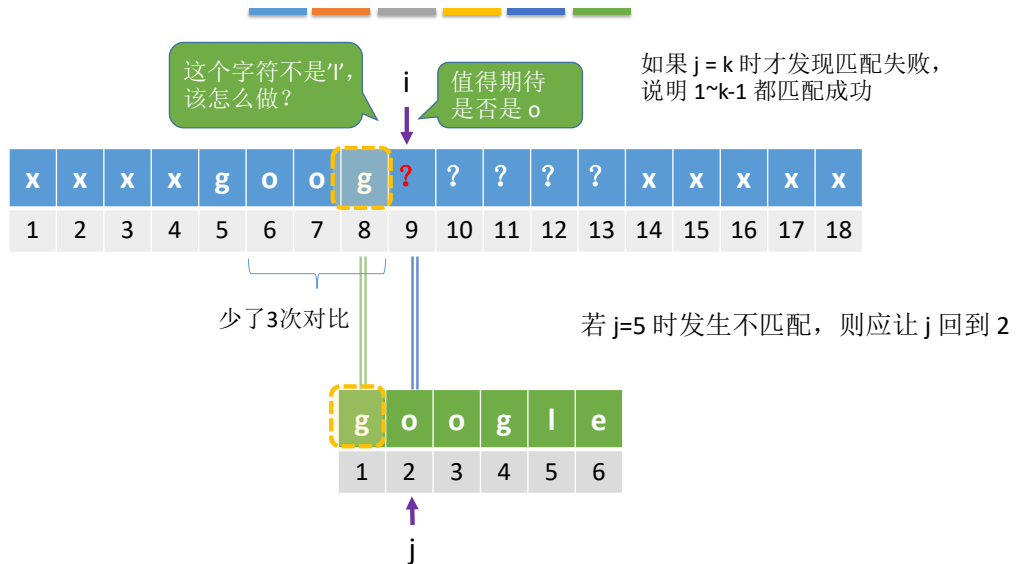 这个字符不是'l',
该怎么做？
i
值得期待
是否是 o
如果 j = k 时才发现匹配失败，
说明 1~k-1 都匹配成功
x x x x g o o g ? ? ? ? ? x x x x x
1 2 3 4 5 6 7 8 9 10 11 12 13 14 15 16 17 18
少了3次对比
若 j=5 时发生不匹配，则应让 j 回到 2
g o o g l e
1 2 3 4 5 6
j